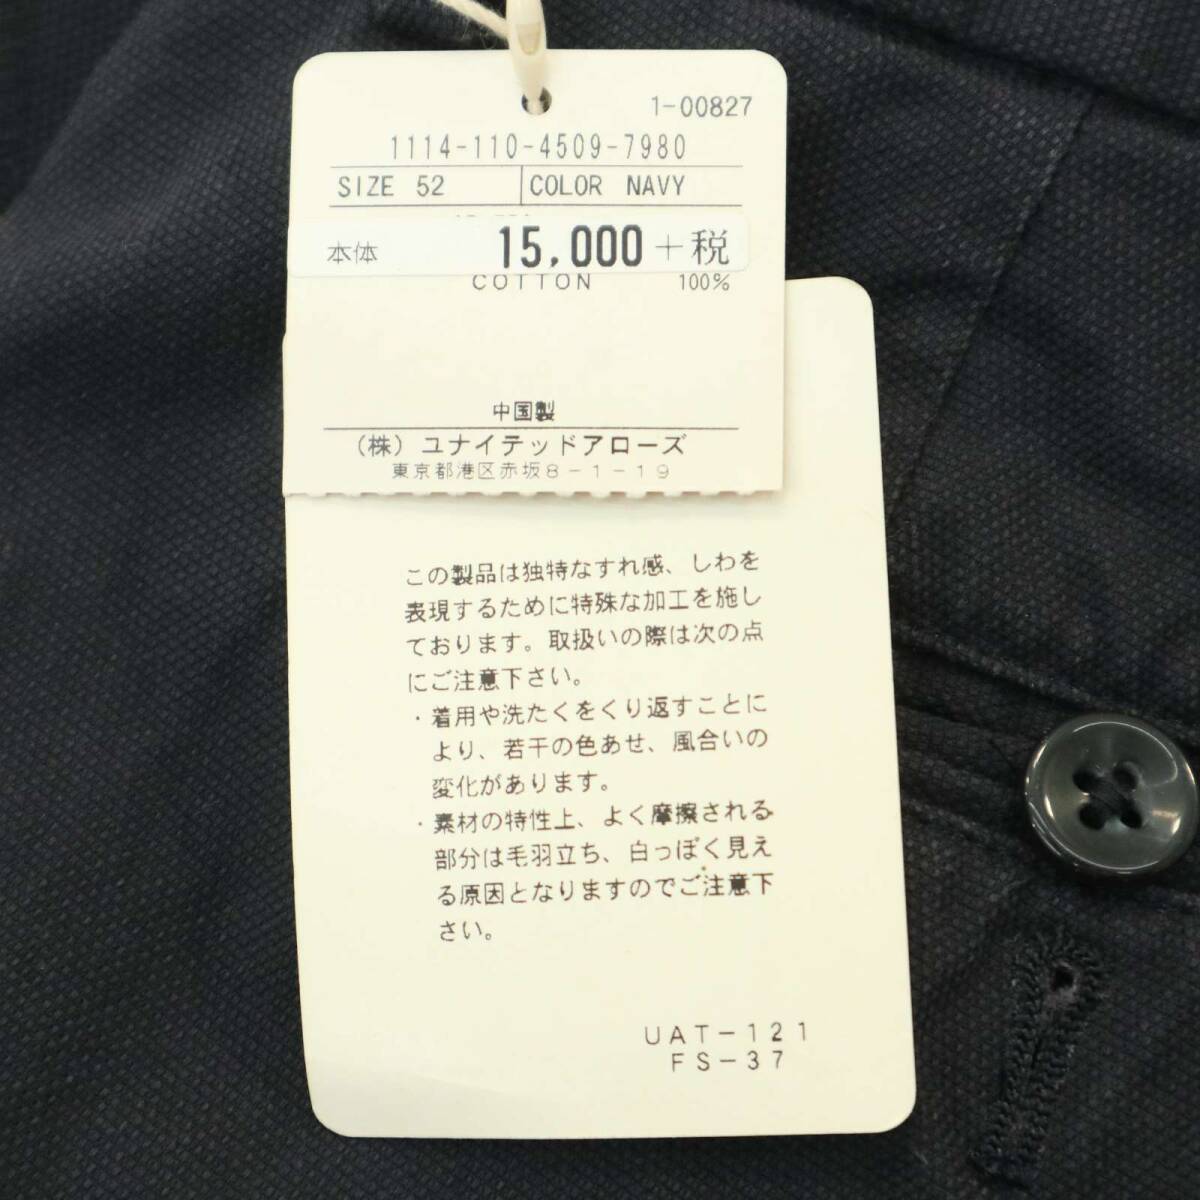 1-00827
1114-110-4509-7980
SIZE 52 COLOR NAVY
本体 15,000+税
COTTON 100%
中国製
(株)ユナイテッドアローズ
東京都港区赤坂8-1-19
この製品は独特なすれ感、しわを
表現するために特殊な加工を施し
ております。取扱いの際は次の点
にご注意下さい。
・着用や洗たくをくり返すことに
より、若干の色あせ、風合いの
変化があります。
・素材の特性上、よく摩擦される
部分は毛羽立ち、白っぽく見え
る原因となりますのでご注意下
さい。
UAT-121
FS-37